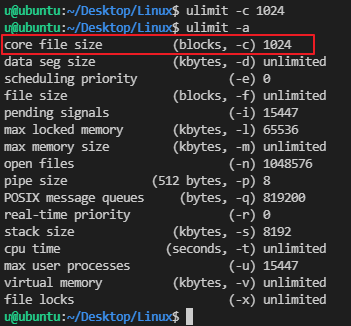 u@ubuntu:~/Desktop/Linux$ ulimit -c 1024
u@ubuntu:~/Desktop/Linux$ ulimit -a
core file size          (blocks, -c) 1024
data seg size           (kbytes, -d) unlimited
scheduling priority             (-e) 0
file size               (blocks, -f) unlimited
pending signals                 (-i) 15447
max locked memory       (kbytes, -l) 65536
max memory size         (kbytes, -m) unlimited
open files                      (-n) 1048576
pipe size            (512 bytes, -p) 8
POSIX message queues     (bytes, -q) 819200
real-time priority              (-r) 0
stack size              (kbytes, -s) 8192
cpu time               (seconds, -t) unlimited
max user processes              (-u) 15447
virtual memory          (kbytes, -v) unlimited
file locks                      (-x) unlimited
u@ubuntu:~/Desktop/Linux$